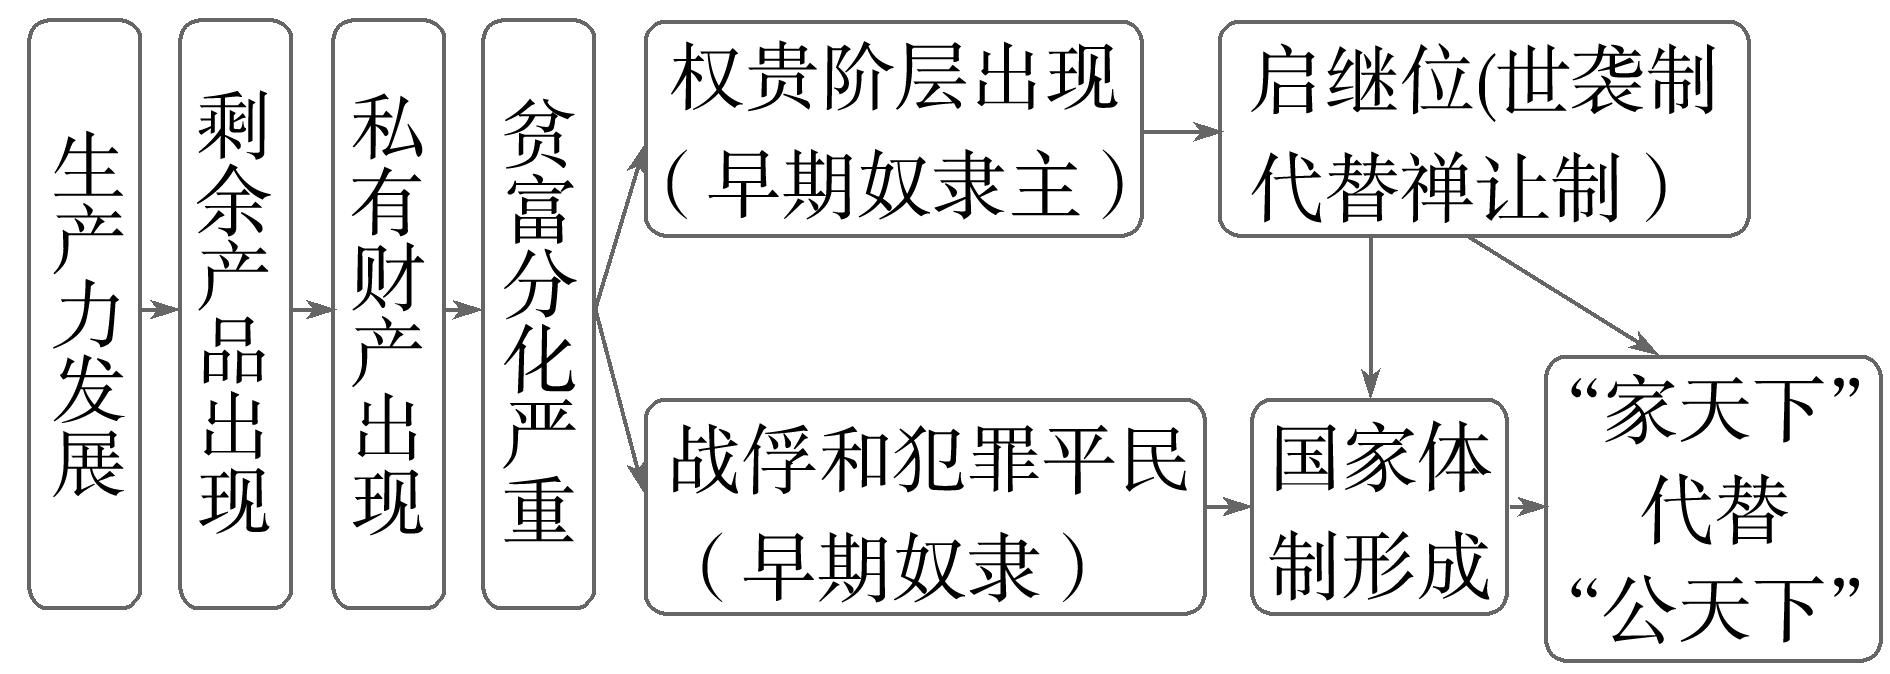 生产力发展
剩余产品出现
私有财产出现
贫富分化严重
权贵阶层出现
（早期奴隶主）
启继位(世袭制
代替禅让制）
战俘和犯罪平民
（早期奴隶）
国家体
制形成
“家天下”
代替
“公天下”